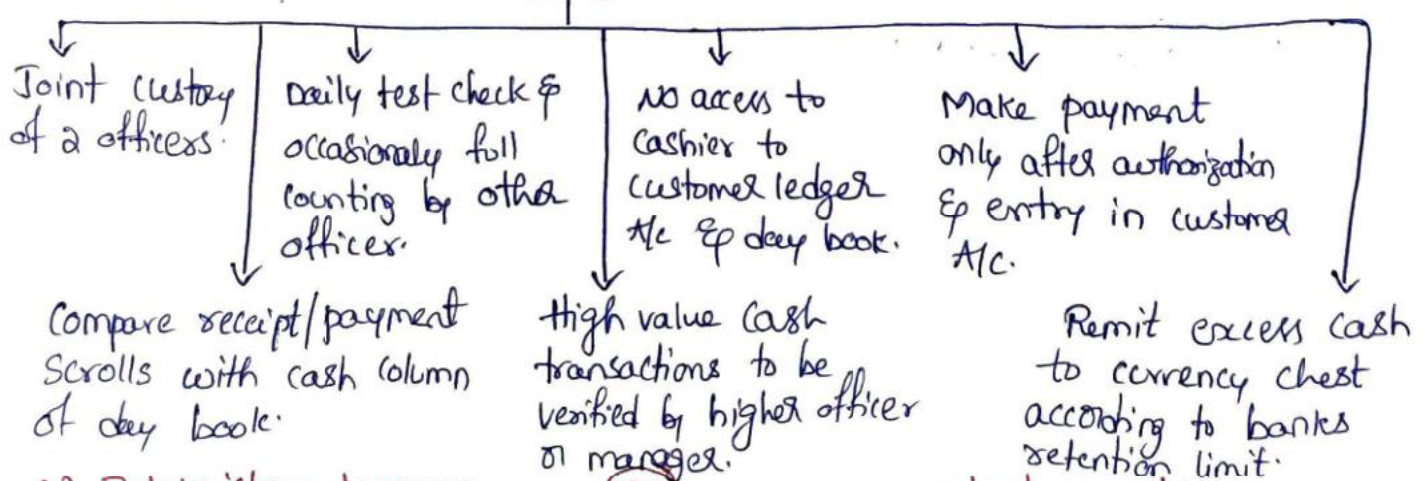 Joint custoy
of 2 officers.
Daily test check &
occasionaly full
counting by other
officer.
No access to
cashier to
customer ledger
A/c & day book.
Make payment
only after authorization
& entry in customer
A/c.
Compare receipt/payment
Scrolls with cash column
of day book.
High value cash
transactions to be
verified by higher officer
or manager.
Remit excess cash
to currency chest
according to banks
retention limit.